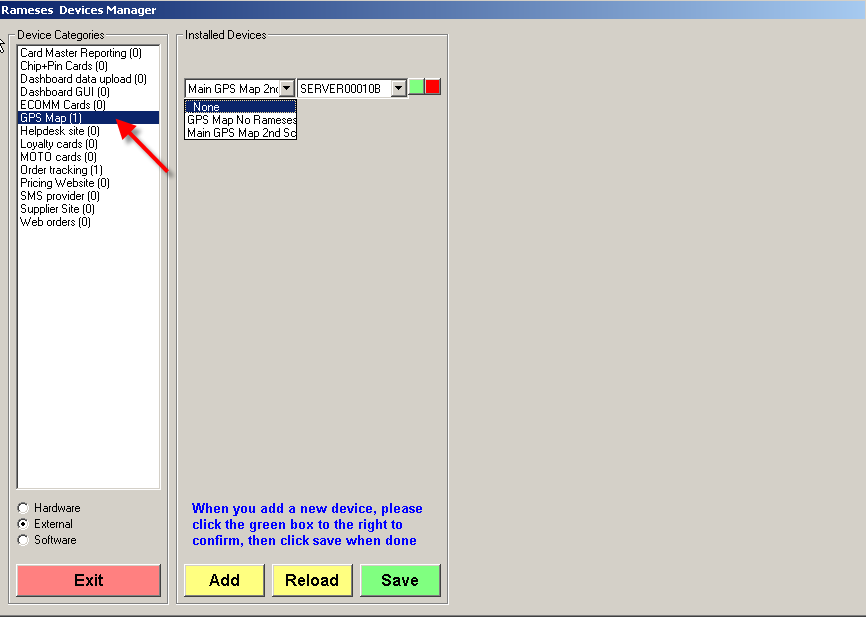 Rameses Devices Manager
Device Categories
Card Master Reporting (0)
Chip+Pin Cards (0)
Dashboard data upload (0)
Dashboard GUI (0)
ECOMM Cards (0)
GPS Map (1)
Helpdesk site (0)
Loyalty cards (0)
MOTO cards (0)
Order tracking (1)
Pricing Website (0)
SMS provider (0)
Supplier Site (0)
Web orders (0)
Hardware
External
Software
Exit
Installed Devices
Main GPS Map 2nd SERVER00010B
None
GPS Map No Rameses
Main GPS Map 2nd Sc
When you add a new device, please
click the green box to the right to
confirm, then click save when done
Add Reload Save